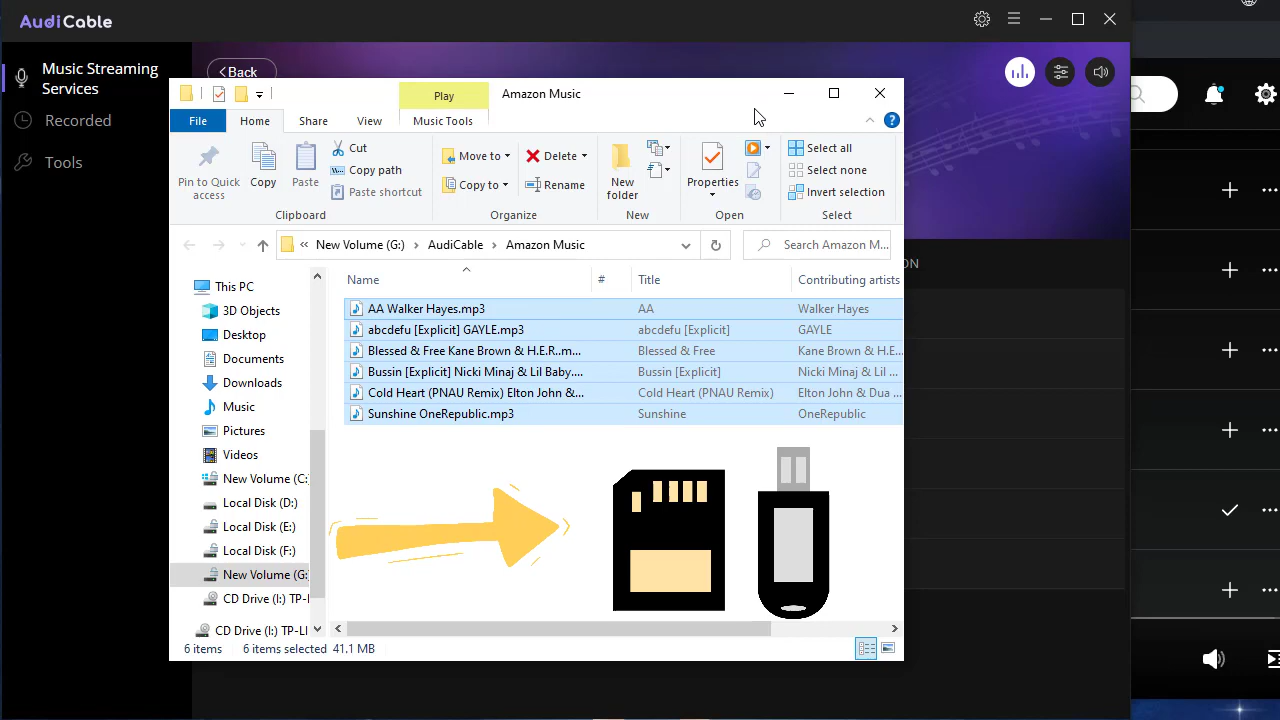 AudiCable
Music Streaming
Services
Recorded
Tools
Back
Play
Amazon Music
File
Home
Share
View
Music Tools
Pin to Quick
access
Copy
Paste
Cut
Copy path
Paste shortcut
Clipboard
Move to
Copy to
Delete
Rename
Organize
New
folder
New
Properties
Open
Select all
Select none
Invert selection
Select
« New Volume (G:) > AudiCable > Amazon Music
Search Amazon M...
ON
Name
#
Title
Contributing artists
AA Walker Hayes.mp3 AA Walker Hayes
abcdefu [Explicit] GAYLE.mp3 abcdefu [Explicit] GAYLE
Blessed & Free Kane Brown & H.E.R..m... Blessed & Free Kane Brown & H.E...
Bussin [Explicit] Nicki Minaj & Lil Baby.... Bussin [Explicit] Nicki Minaj & Lil ...
Cold Heart (PNAU Remix) Elton John &... Cold Heart (PNAU Remix) Elton John & Dua ...
Sunshine OneRepublic.mp3 Sunshine OneRepublic
This PC
3D Objects
Desktop
Documents
Downloads
Music
Pictures
Videos
New Volume (C:
Local Disk (D:)
Local Disk (E:)
Local Disk (F:)
New Volume (G:
CD Drive (I:) TP-L
CD Drive (I:) TP-LI
6 items 6 items selected 41.1 MB